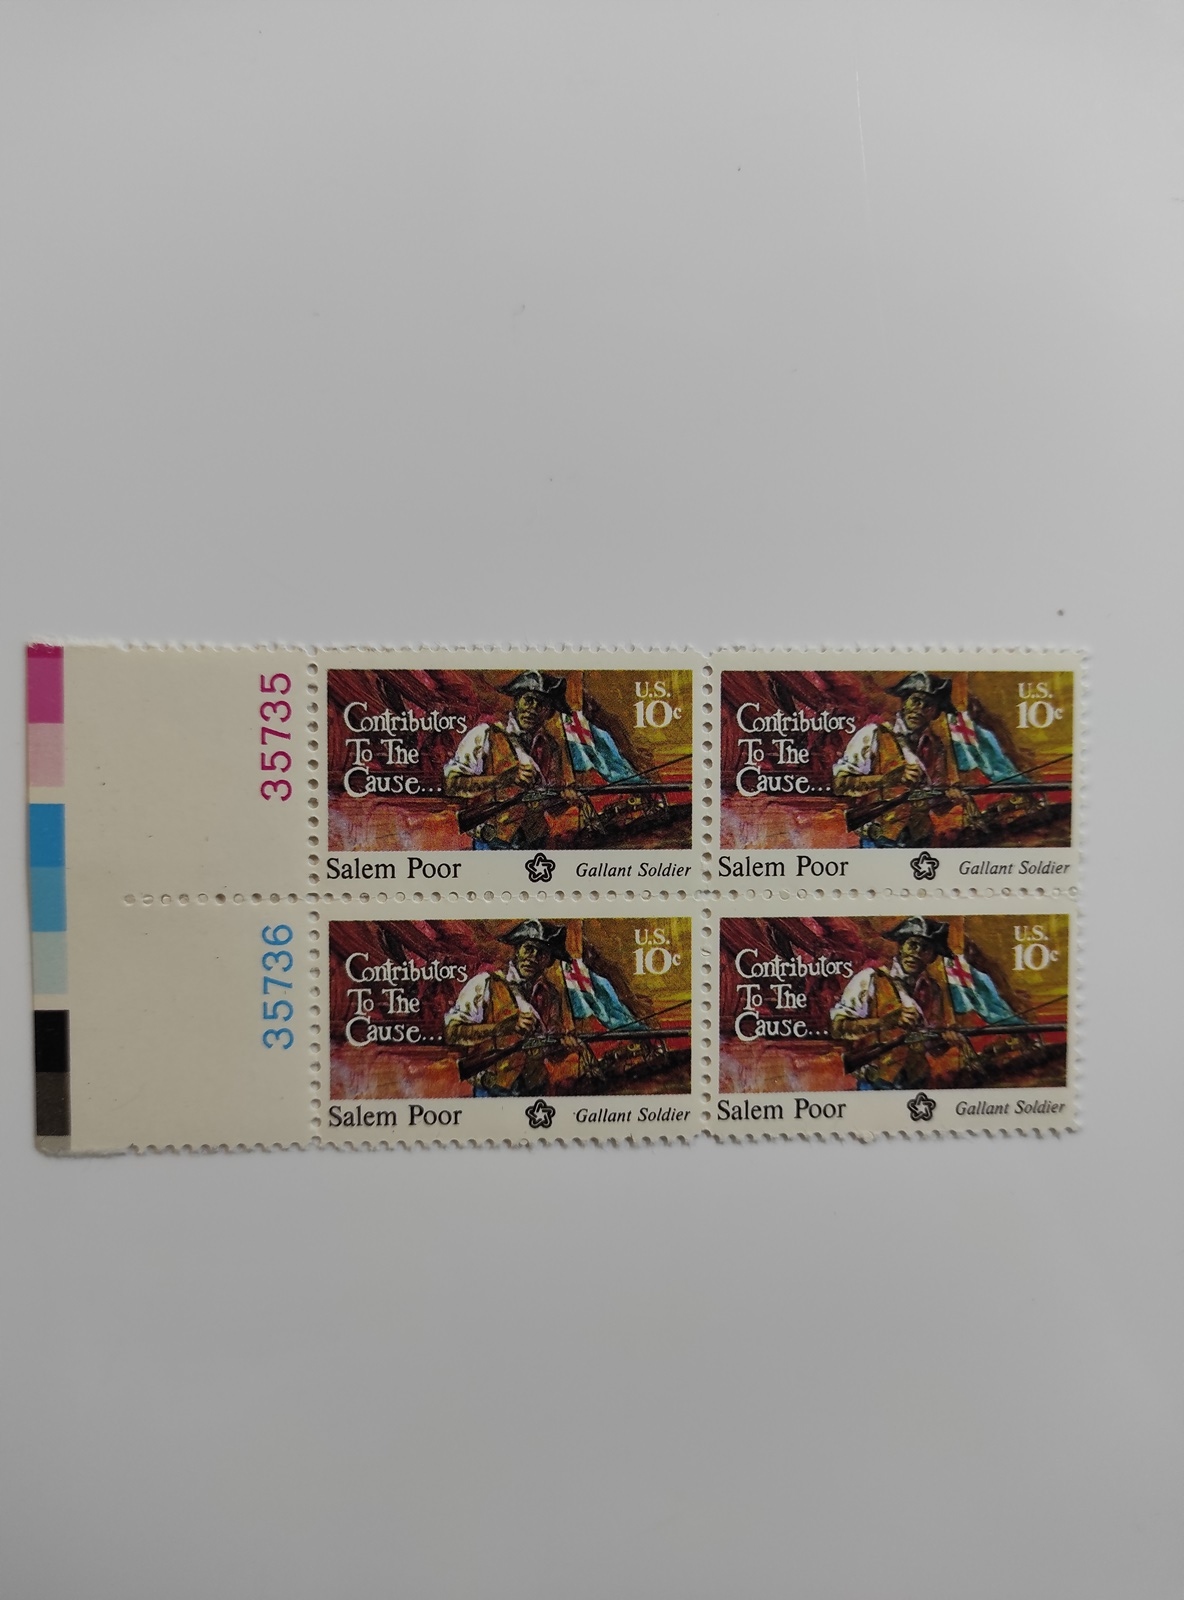 35735
Contributors
To The
Cause...
U.S.
10c
Salem Poor
Gallant Soldier
Contributors
To The
Cause...
U.S.
10c
Salem Poor
Gallant Soldier
35736
Contributors
To The
Cause...
U.S.
10c
Salem Poor
Gallant Soldier
Contributors
To The
Cause...
U.S.
10c
Salem Poor
Gallant Soldier